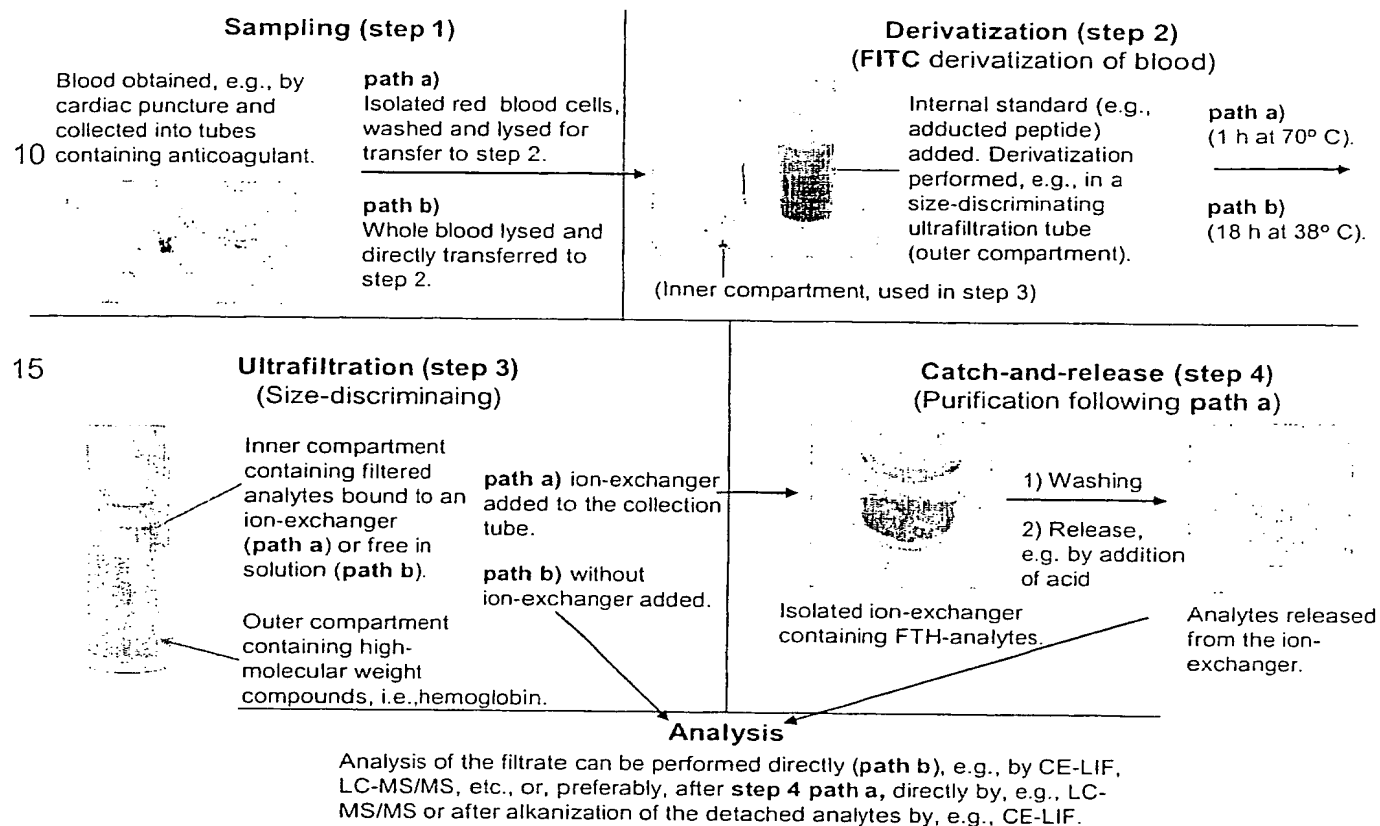 Sampling (step 1)
Blood obtained, e.g., by
cardiac puncture and
collected into tubes
containing anticoagulant.
10
path a)
Isolated red blood cells,
washed and lysed for
transfer to step 2.
path b)
Whole blood lysed and
directly transferred to
step 2.
Derivatization (step 2)
(FITC derivatization of blood)
Internal standard (e.g.,
adducted peptide)
added. Derivatization
performed, e.g., in a
size-discriminating
ultrafiltration tube
(outer compartment).
(Inner compartment, used in step 3)
path a)
(1 h at 70º C).
path b)
(18 h at 38º C).
15
Ultrafiltration (step 3)
(Size-discriminaing)
Inner compartment
containing filtered
analytes bound to an
ion-exchanger
(path a) or free in
solution (path b).
Outer compartment
containing high-
molecular weight
compounds, i.e.,hemoglobin.
path a) ion-exchanger
added to the collection
tube.
path b) without
ion-exchanger added.
Catch-and-release (step 4)
(Purification following path a)
1) Washing
2) Release,
e.g. by addition
of acid
Isolated ion-exchanger
containing FTH-analytes.
Analytes released
from the ion-
exchanger.
Analysis
Analysis of the filtrate can be performed directly (path b), e.g., by CE-LIF,
LC-MS/MS, etc., or, preferably, after step 4 path a, directly by, e.g., LC-
MS/MS or after alkanization of the detached analytes by, e.g., CE-LIF.